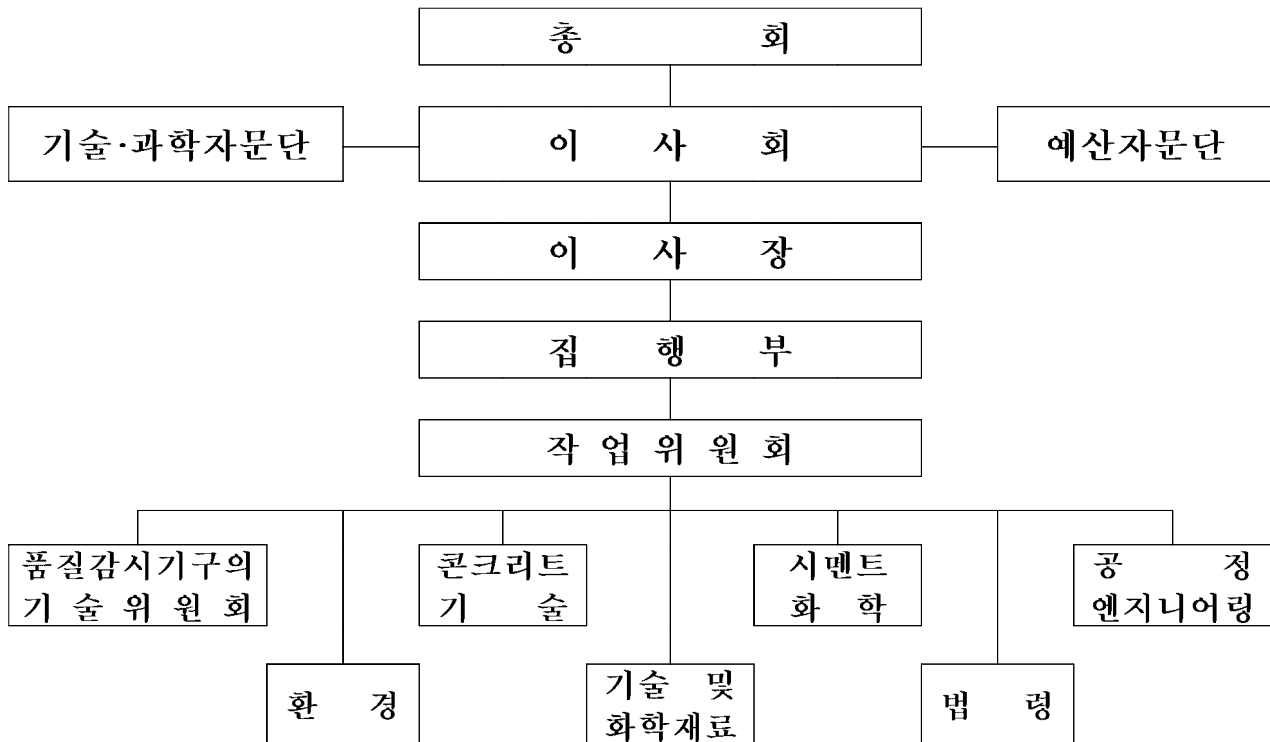 총 회
기술·과학자문단 이 사 회 예산자문단
이 사 장
집 행 부
작 업 위 원 회
품질감시기구의
기 술 위 원 회
콘크리트
기 술
시멘트
화 학
공 정
엔지니어링
환 경
기술 및
화학재료
법 령